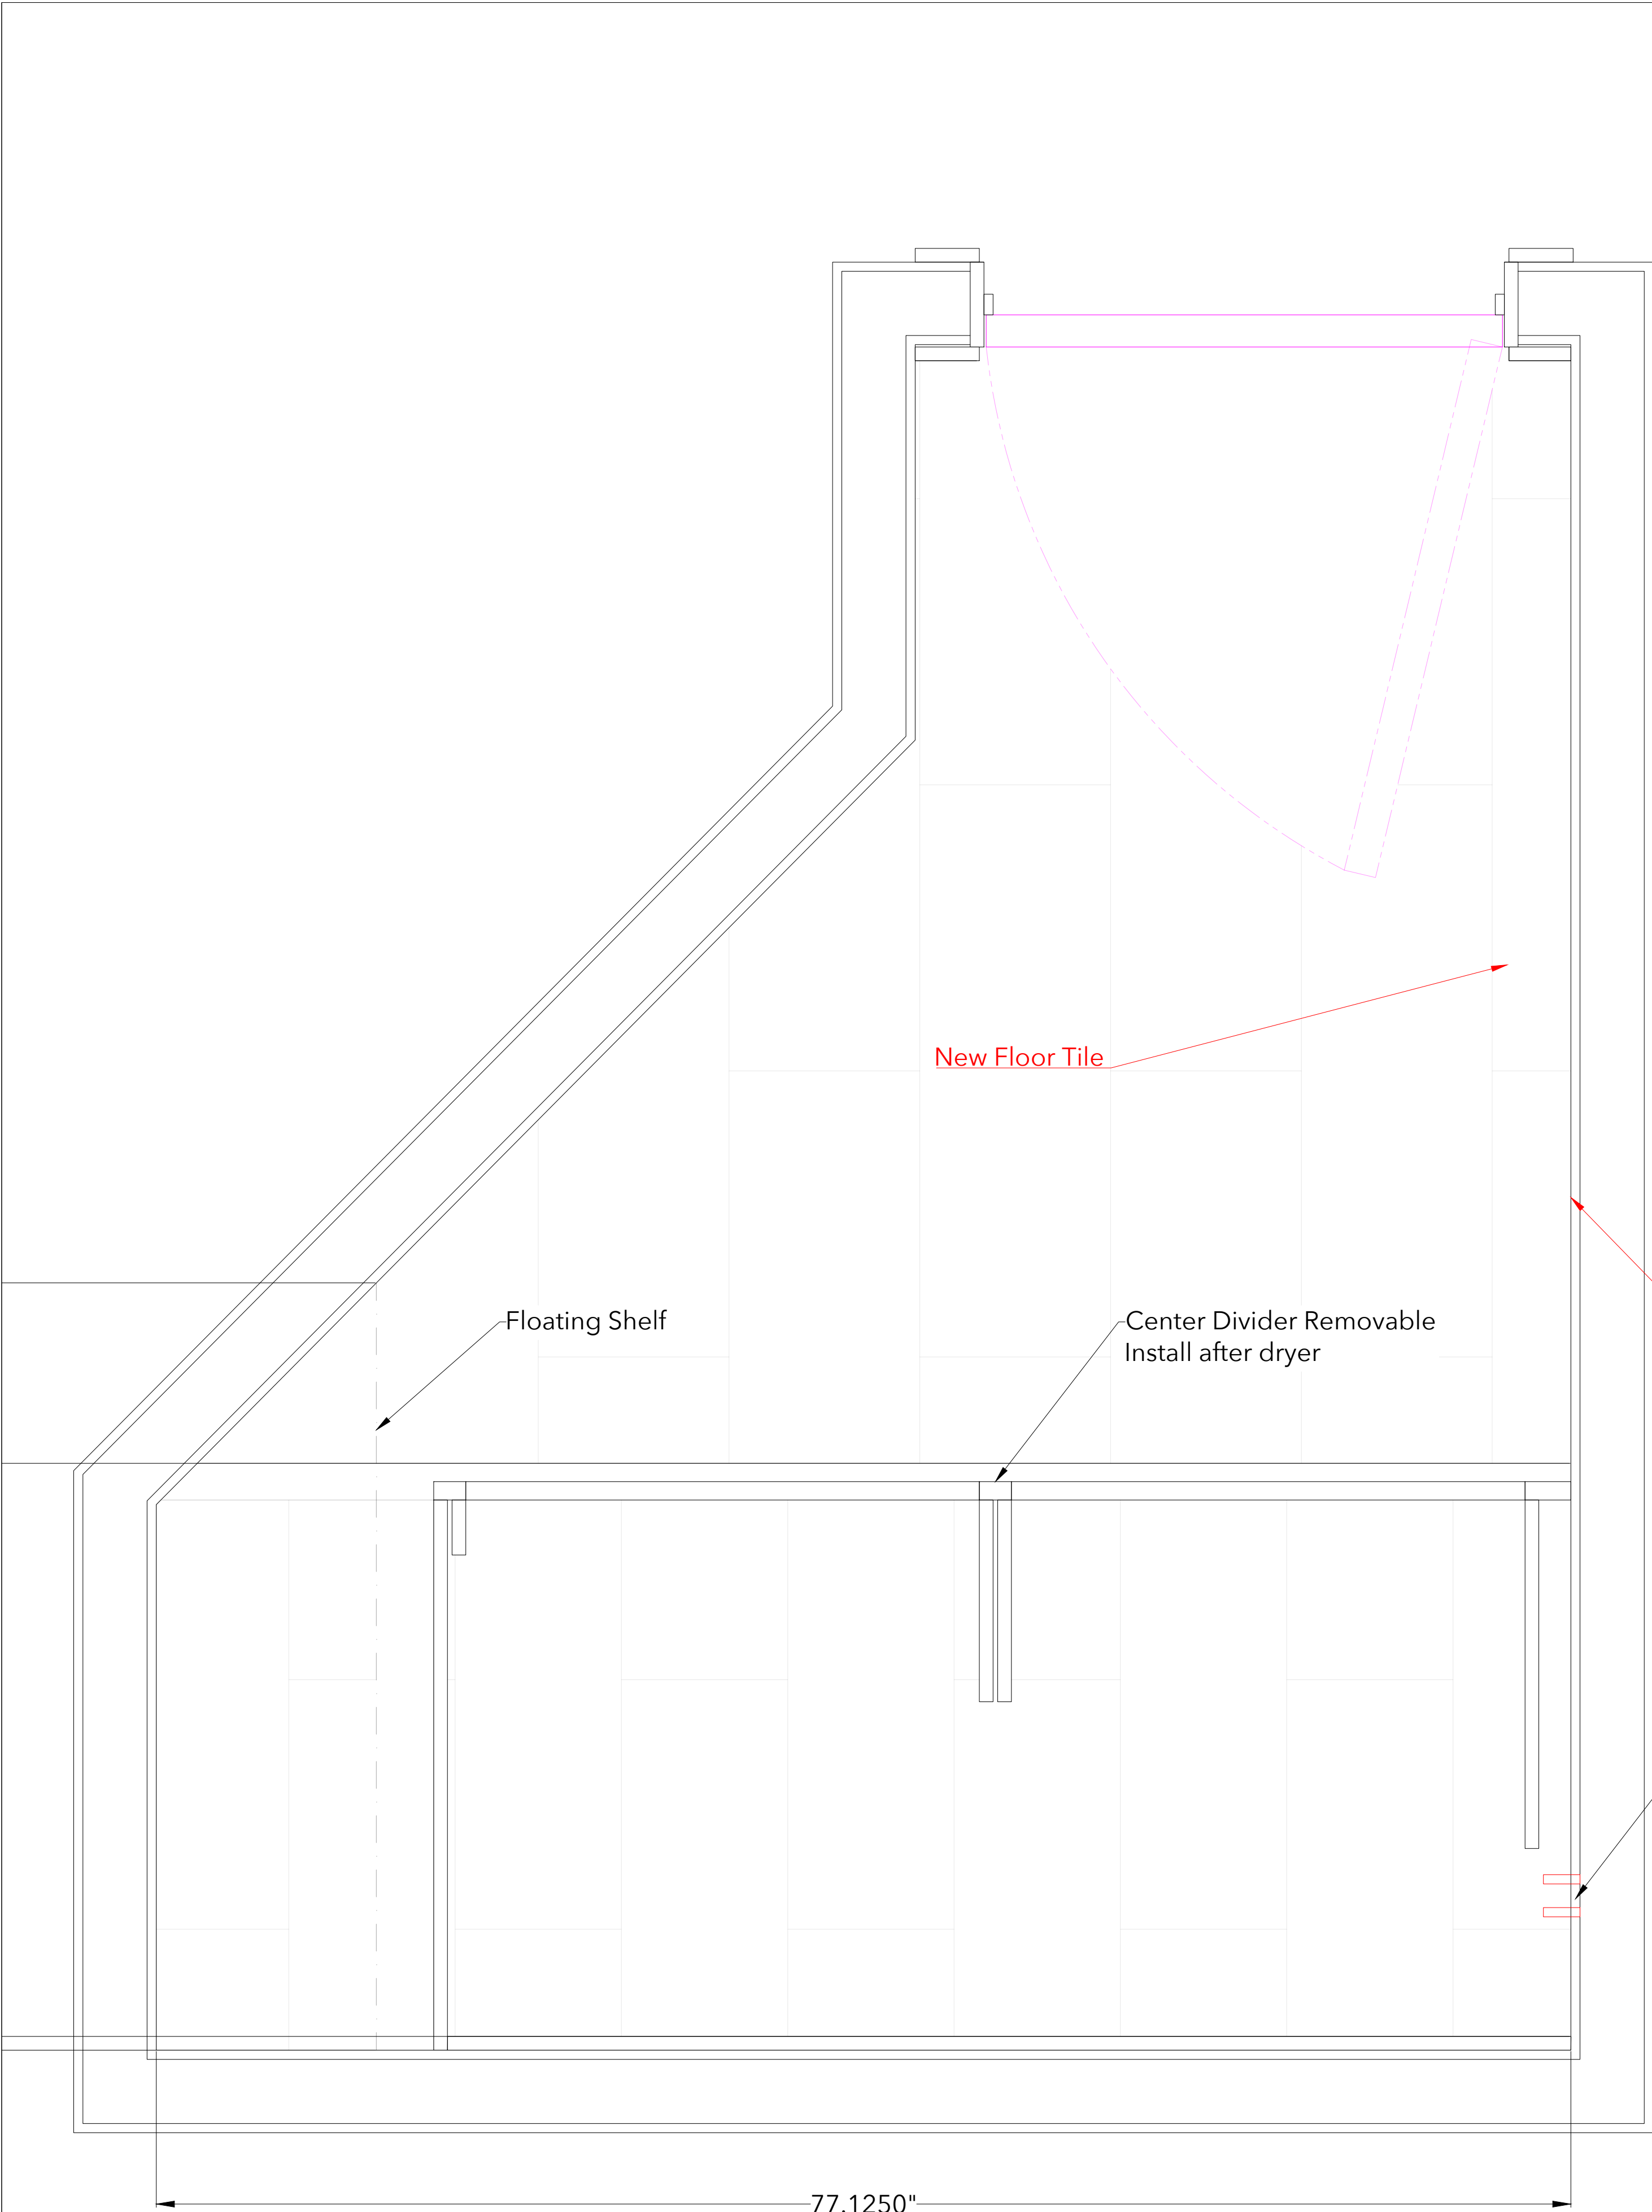 New Floor Tile
Floating Shelf
Center Divider Removable
Install after dryer
77.1250"